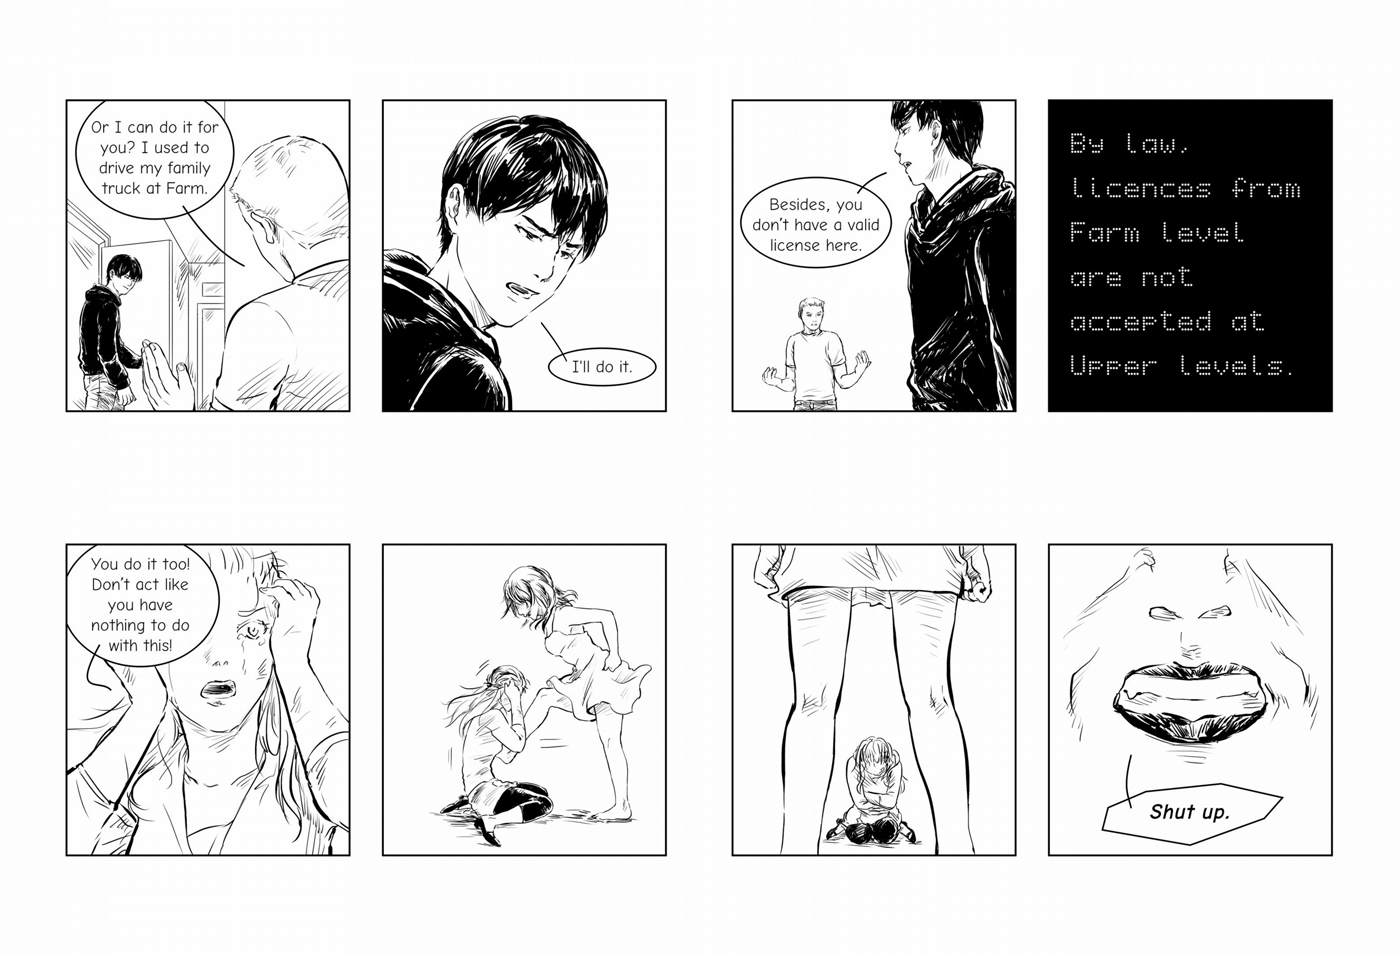 Or I can do it for
you? I used to
drive my family
truck at Farm.
I'll do it.
Besides, you
don't have a valid
license here.
By law,
licences from
Farm level
are not
accepted at
Upper levels.
You do it too!
Don't act like
you have
nothing to do
with this!
Shut up.